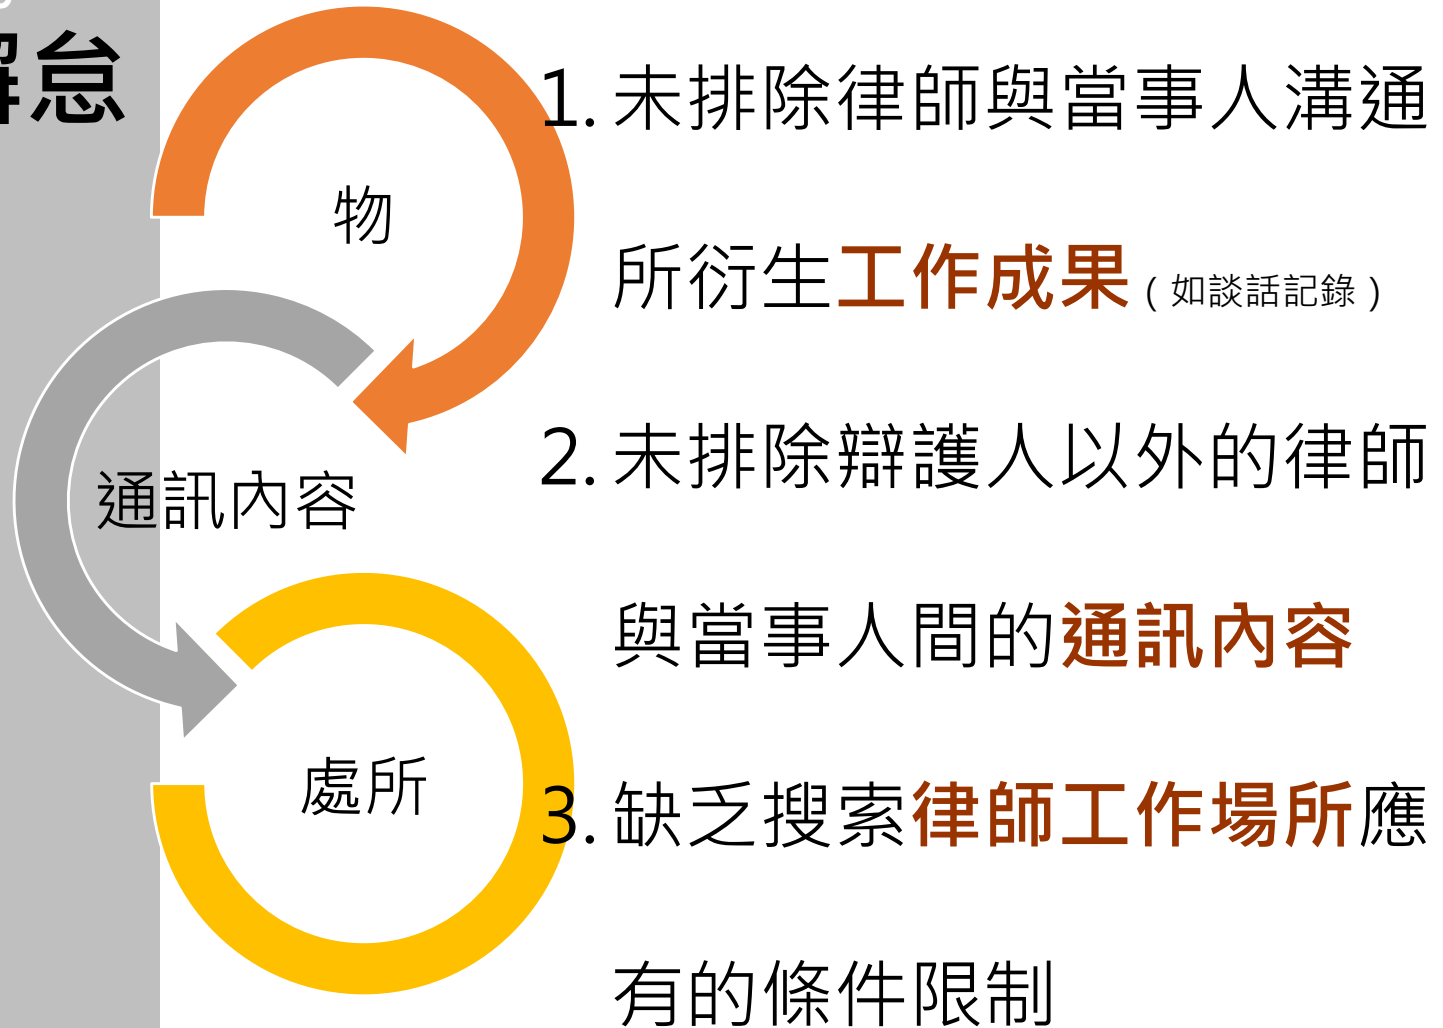 怠
物
通訊內容
處所
1. 未排除律師與當事人溝通
所衍生工作成果(如談話記錄)
2. 未排除辯護人以外的律師
與當事人間的通訊內容
3. 缺乏搜索律師工作場所應
有的條件限制